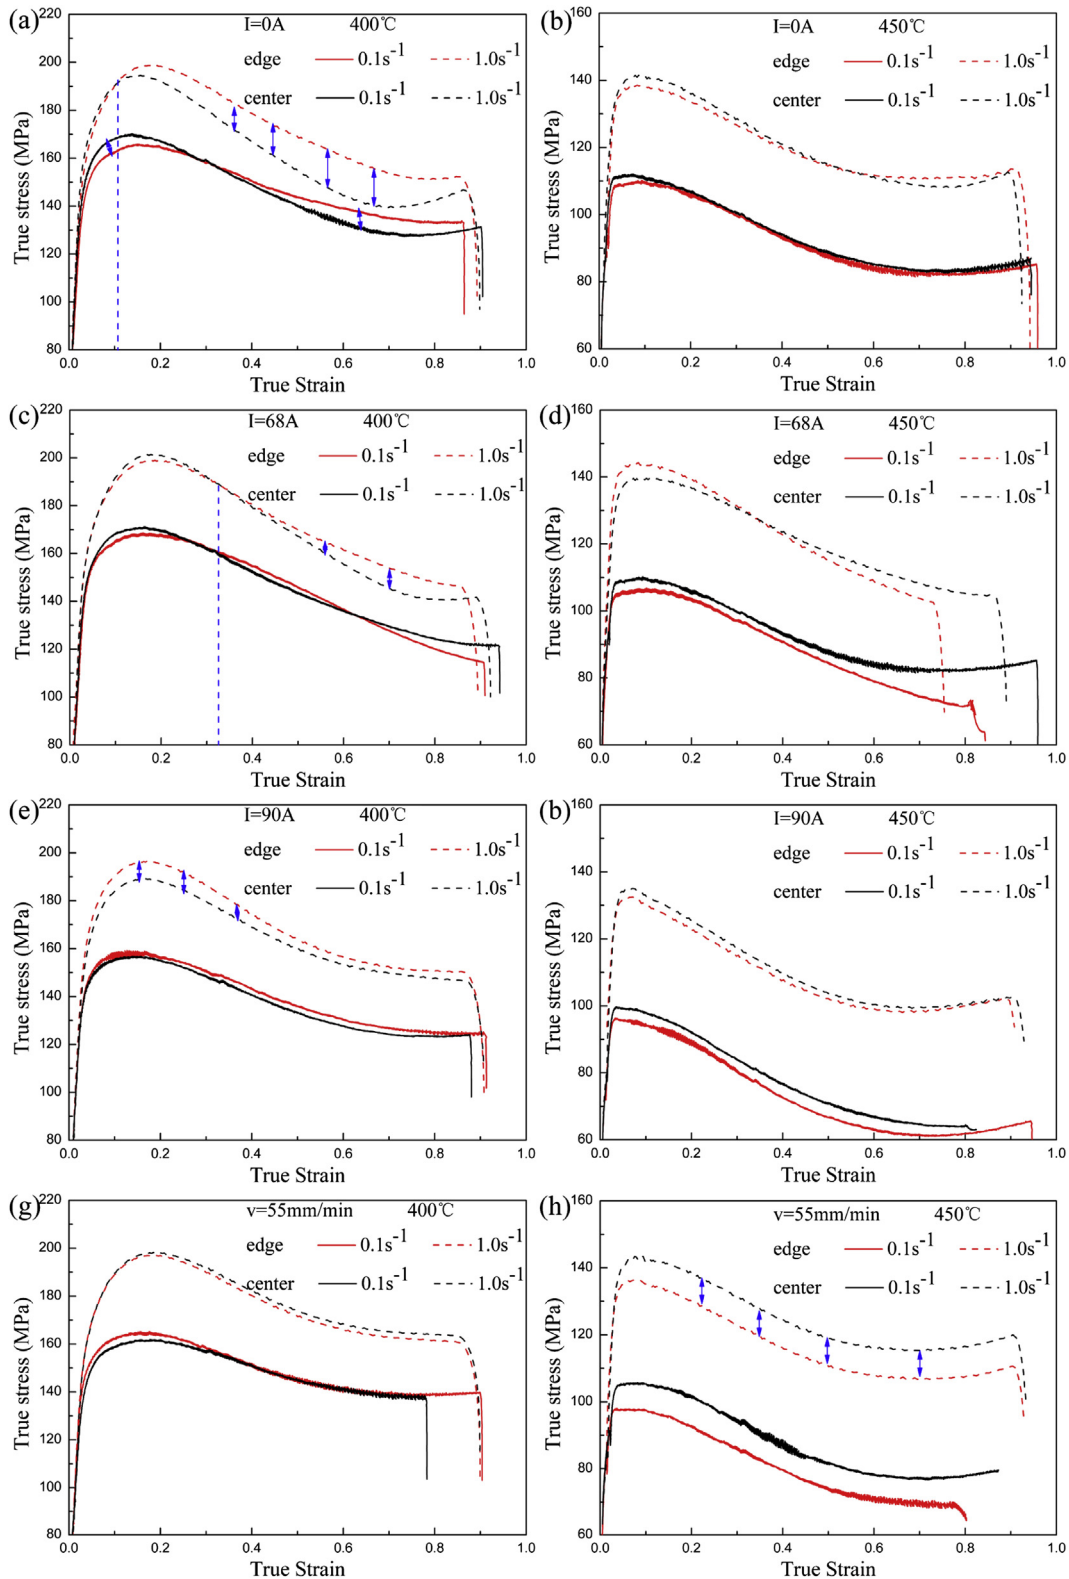 (a)
I=0A 400℃
edge 0.1s-1 1.0s-1
center 0.1s-1 1.0s-1
True stress (MPa)
220
200
180
160
140
120
100
80
0.0 0.2 0.4 0.6 0.8 1.0
True Strain
(b)
I=0A 450℃
edge 0.1s-1 1.0s-1
center 0.1s-1 1.0s-1
True stress (MPa)
160
140
120
100
80
60
0.0 0.2 0.4 0.6 0.8 1.0
True Strain
(c)
I=68A 400℃
edge 0.1s-1 1.0s-1
center 0.1s-1 1.0s-1
True stress (MPa)
220
200
180
160
140
120
100
80
0.0 0.2 0.4 0.6 0.8 1.0
True Strain
(d)
I=68A 450℃
edge 0.1s-1 1.0s-1
center 0.1s-1 1.0s-1
True stress (MPa)
160
140
120
100
80
60
0.0 0.2 0.4 0.6 0.8 1.0
True Strain
(e)
I=90A 400℃
edge 0.1s-1 1.0s-1
center 0.1s-1 1.0s-1
True stress (MPa)
220
200
180
160
140
120
100
80
0.0 0.2 0.4 0.6 0.8 1.0
True Strain
(b)
I=90A 450℃
edge 0.1s-1 1.0s-1
center 0.1s-1 1.0s-1
True stress (MPa)
160
140
120
100
80
60
0.0 0.2 0.4 0.6 0.8 1.0
True Strain
(g)
v=55mm/min 400℃
edge 0.1s-1 1.0s-1
center 0.1s-1 1.0s-1
True stress (MPa)
220
200
180
160
140
120
100
80
0.0 0.2 0.4 0.6 0.8 1.0
True Strain
(h)
v=55mm/min 450℃
edge 0.1s-1 1.0s-1
center 0.1s-1 1.0s-1
True stress (MPa)
160
140
120
100
80
60
0.0 0.2 0.4 0.6 0.8 1.0
True Strain